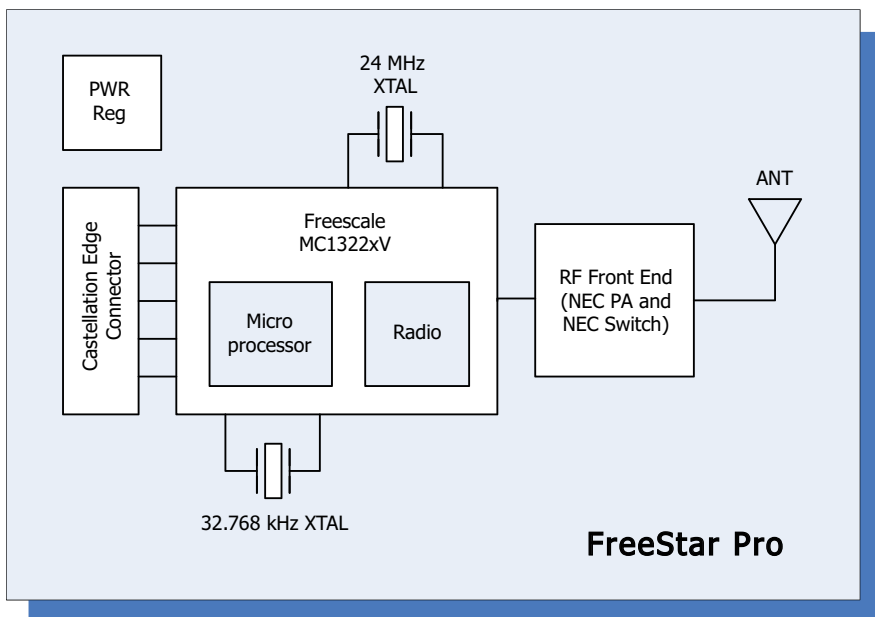 PWR
Reg
24 MHz
XTAL
ANT
Castellation Edge
Connector
Freescale
MC1322xV
Micro
processor
Radio
RF Front End
(NEC PA and
NEC Switch)
32.768 kHz XTAL
FreeStar Pro